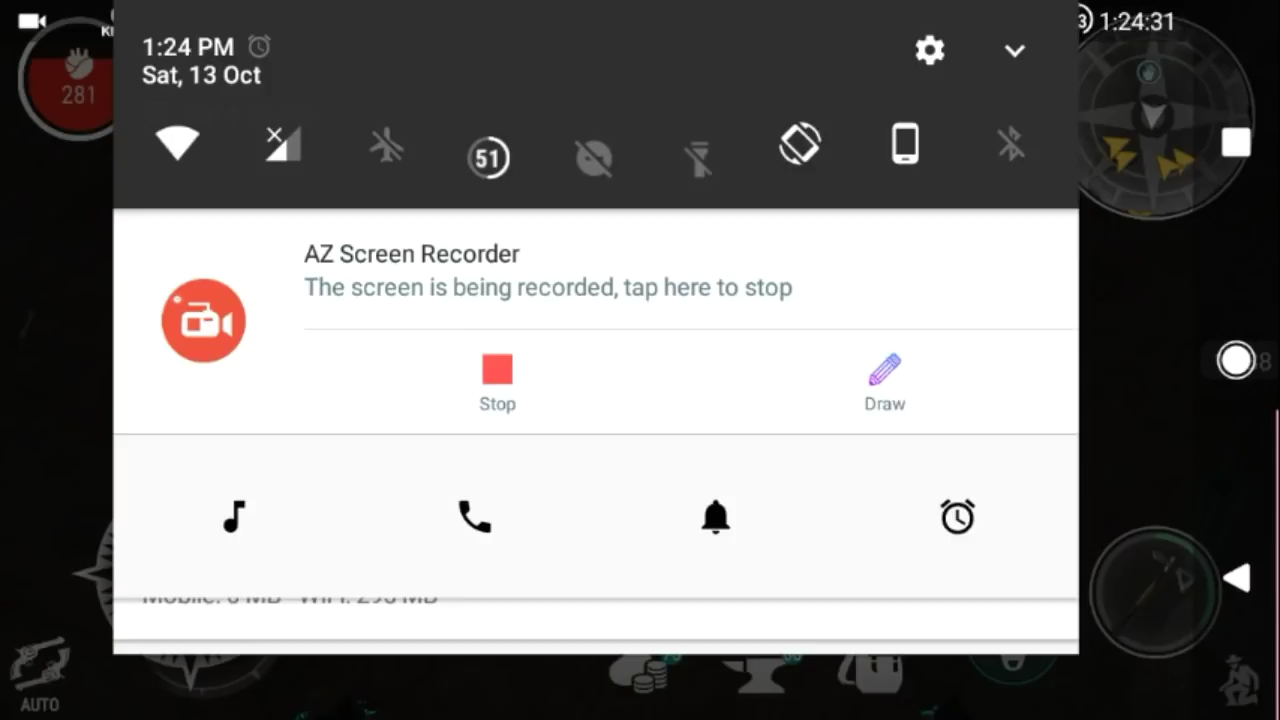 1:24 PM
Sat, 13 Oct
1:24:31
281
51
AZ Screen Recorder
The screen is being recorded, tap here to stop
Stop
Draw
AUTO